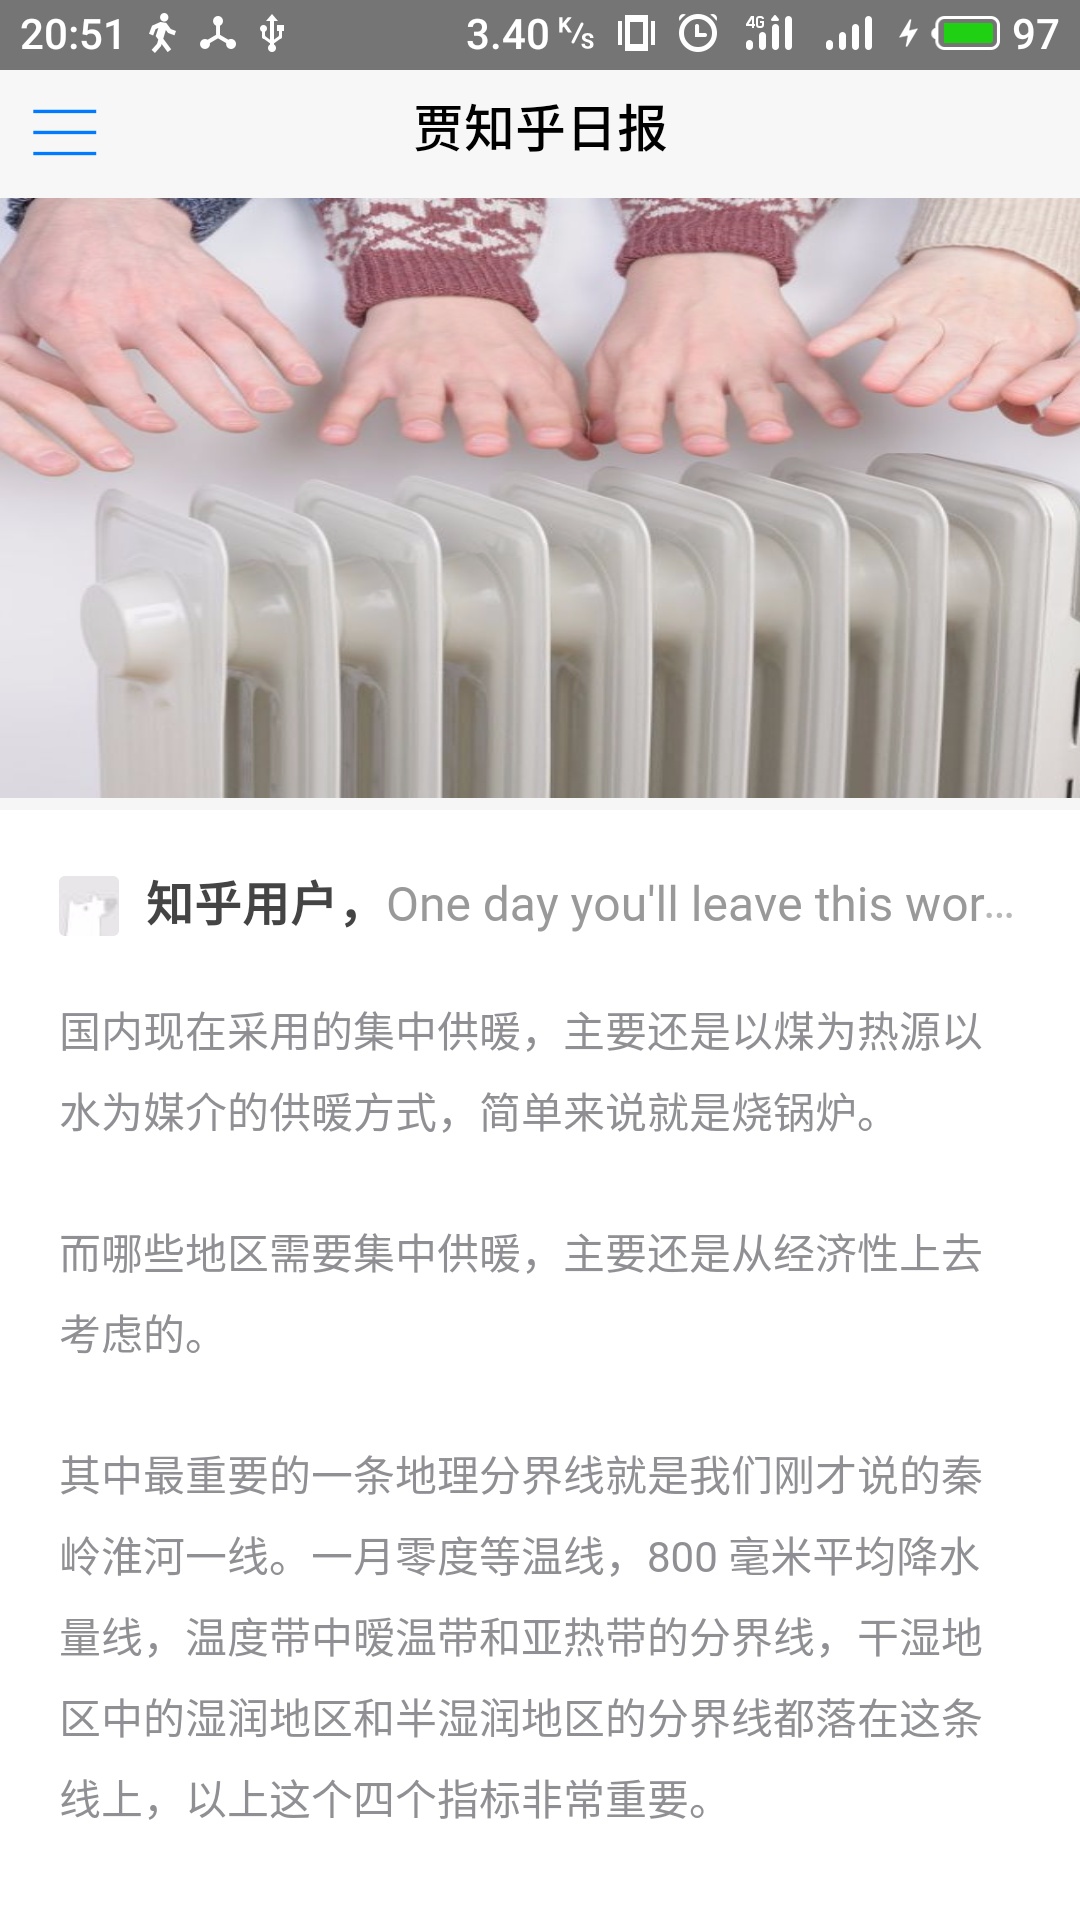 20:51 3.40 K/s 4G 97
贾知乎日报
知乎用户，One day you'll leave this wor...
国内现在采用的集中供暖，主要还是以煤为热源以
水为媒介的供暖方式，简单来说就是烧锅炉。
而哪些地区需要集中供暖，主要还是从经济性上去
考虑的。
其中最重要的一条地理分界线就是我们刚才说的秦
岭淮河一线。一月零度等温线，800 毫米平均降水
量线，温度带中暖温带和亚热带的分界线，干湿地
区中的湿润地区和半湿润地区的分界线都落在这条
线上，以上这个四个指标非常重要。